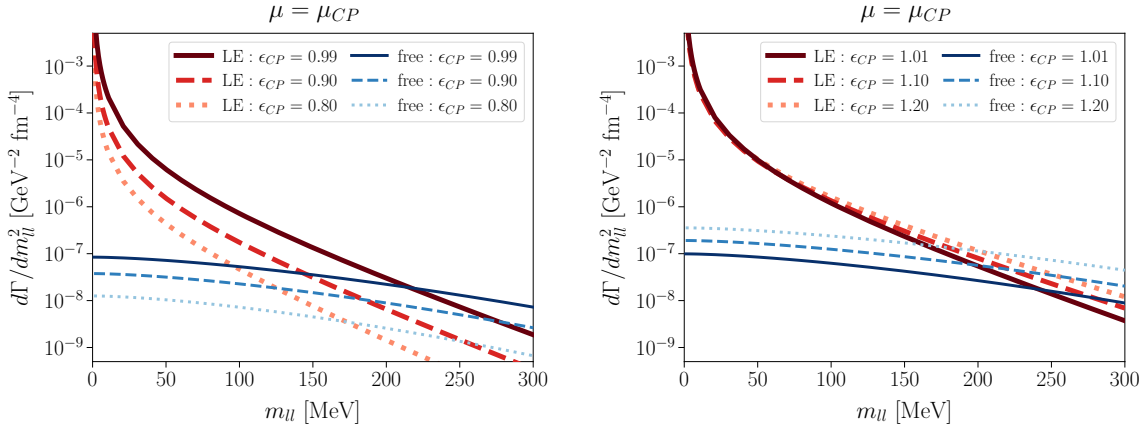 μ = μ_CP
dΓ/dm²_ll [GeV⁻² fm⁻⁴]
10⁻³
10⁻⁴
10⁻⁵
10⁻⁶
10⁻⁷
10⁻⁸
10⁻⁹
LE : ϵ_CP = 0.99 free : ϵ_CP = 0.99
LE : ϵ_CP = 0.90 free : ϵ_CP = 0.90
LE : ϵ_CP = 0.80 free : ϵ_CP = 0.80
0 50 100 150 200 250 300
m_ll [MeV]
μ = μ_CP
dΓ/dm²_ll [GeV⁻² fm⁻⁴]
10⁻³
10⁻⁴
10⁻⁵
10⁻⁶
10⁻⁷
10⁻⁸
10⁻⁹
LE : ϵ_CP = 1.01 free : ϵ_CP = 1.01
LE : ϵ_CP = 1.10 free : ϵ_CP = 1.10
LE : ϵ_CP = 1.20 free : ϵ_CP = 1.20
0 50 100 150 200 250 300
m_ll [MeV]